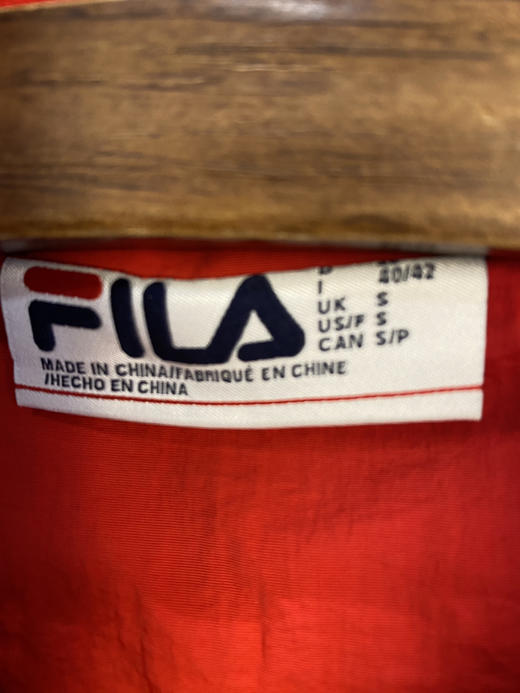 FILA
40/42
I
UK S
US/F S
CAN S/P
MADE IN CHINA/FABRIQUÉ EN CHINE
/HECHO EN CHINA